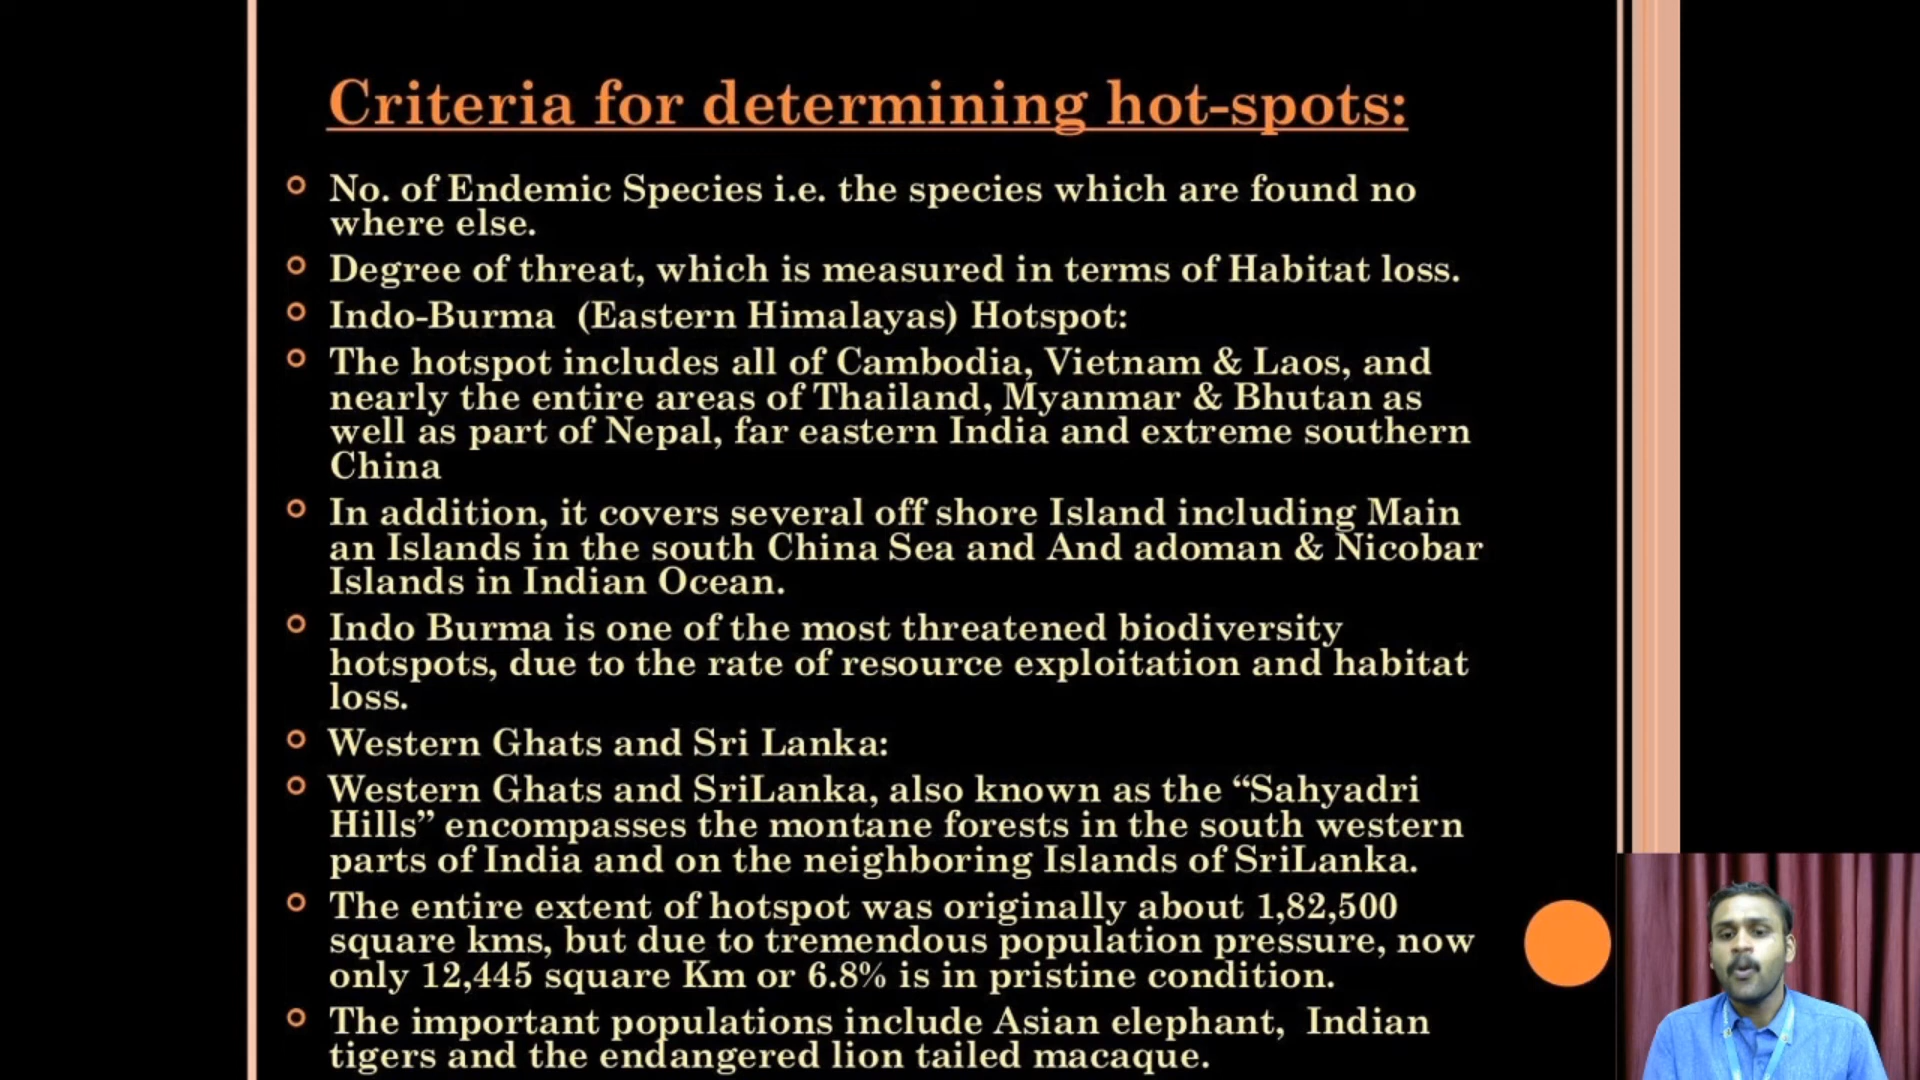 Criteria for determining hot-spots:
No. of Endemic Species i.e. the species which are found no
where else.
Degree of threat, which is measured in terms of Habitat loss.
Indo-Burma (Eastern Himalayas) Hotspot:
The hotspot includes all of Cambodia, Vietnam & Laos, and
nearly the entire areas of Thailand, Myanmar & Bhutan as
well as part of Nepal, far eastern India and extreme southern
China
In addition, it covers several off shore Island including Main
an Islands in the south China Sea and And adoman & Nicobar
Islands in Indian Ocean.
Indo Burma is one of the most threatened biodiversity
hotspots, due to the rate of resource exploitation and habitat
loss.
Western Ghats and Sri Lanka:
Western Ghats and SriLanka, also known as the “Sahyadri
Hills” encompasses the montane forests in the south western
parts of India and on the neighboring Islands of SriLanka.
The entire extent of hotspot was originally about 1,82,500
square kms, but due to tremendous population pressure, now
only 12,445 square Km or 6.8% is in pristine condition.
The important populations include Asian elephant, Indian
tigers and the endangered lion tailed macaque.